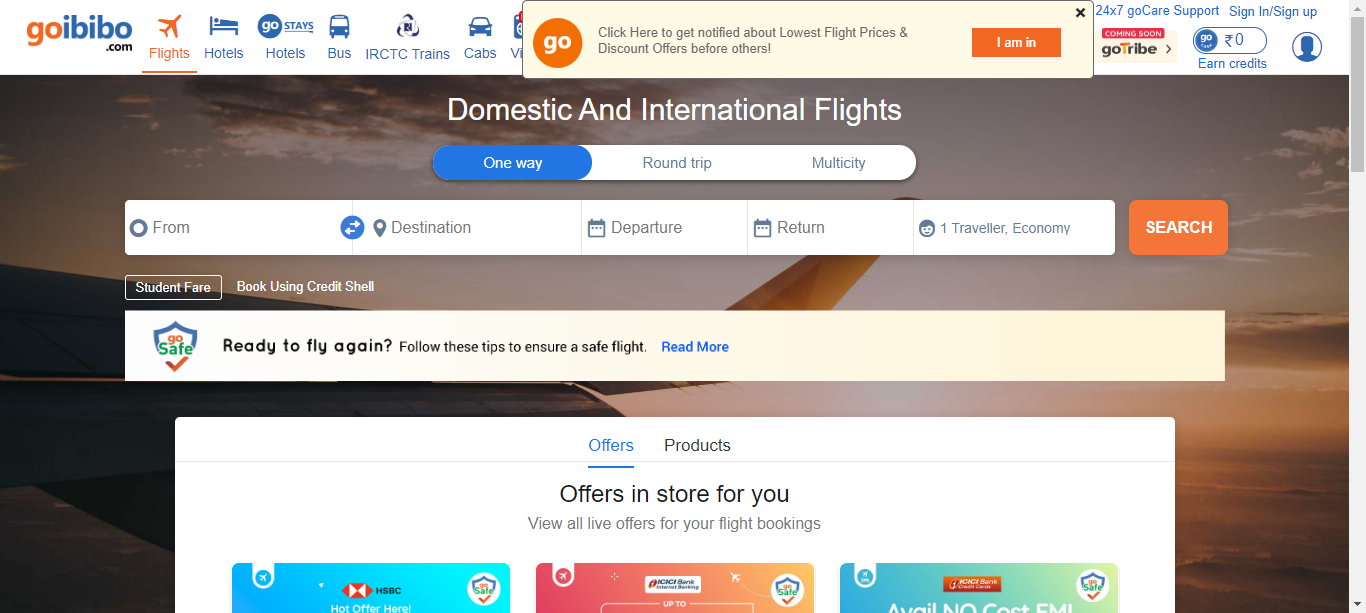 goibibo
.com
Flights
Hotels
go STAYS
Hotels
Bus
IRCTC Trains
Cabs
go
Click Here to get notified about Lowest Flight Prices &
Discount Offers before others!
I am in
24x7 goCare Support
Sign In/Sign up
COMING SOON
goTribe
go
CASH
₹0
Earn credits
Domestic And International Flights
One way
Round trip
Multicity
From
Destination
Departure
Return
1 Traveller, Economy
SEARCH
Student Fare
Book Using Credit Shell
go
Safe
Ready to fly again? Follow these tips to ensure a safe flight. Read More
Offers
Products
Offers in store for you
View all live offers for your flight bookings
HSBC
go
Safe
Hot Offer Here!
ICICI Bank
Internet Banking
go
Safe
UP TO
ICICI Bank
Credit Cards
go
Safe
Avail NO Cost EMI